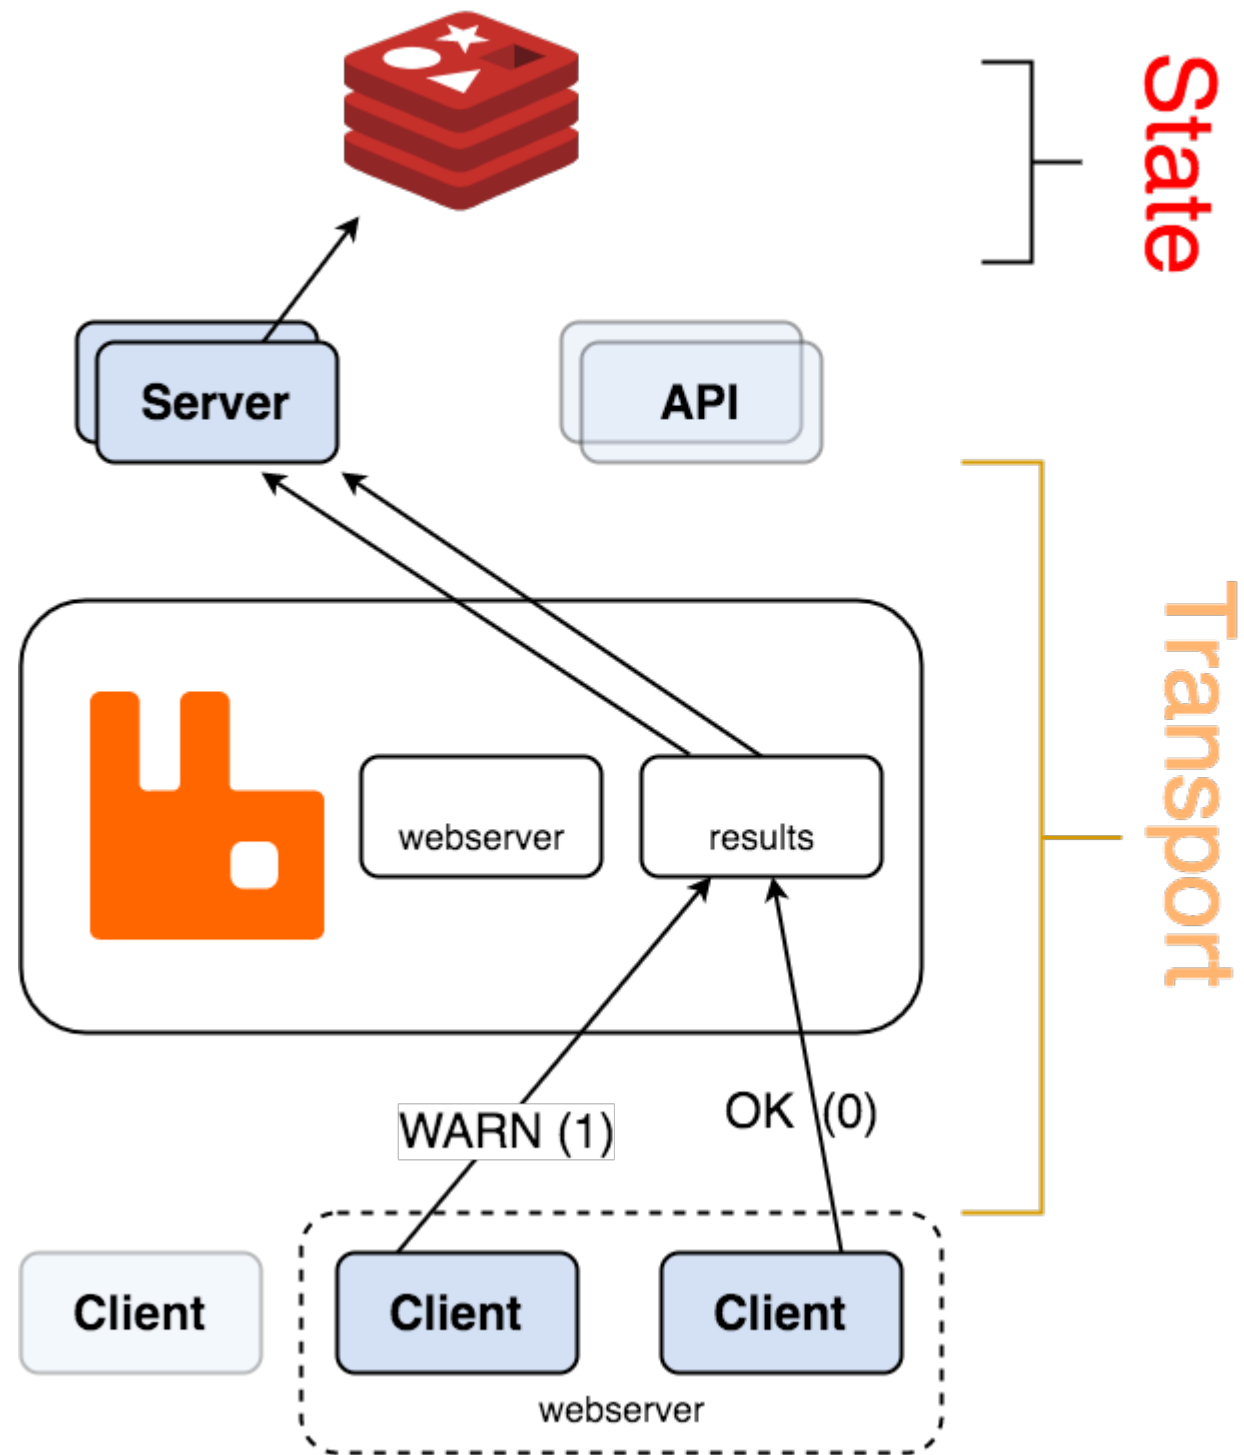 State
Server
API
Transport
webserver
results
WARN (1)
OK (0)
Client
Client
Client
webserver